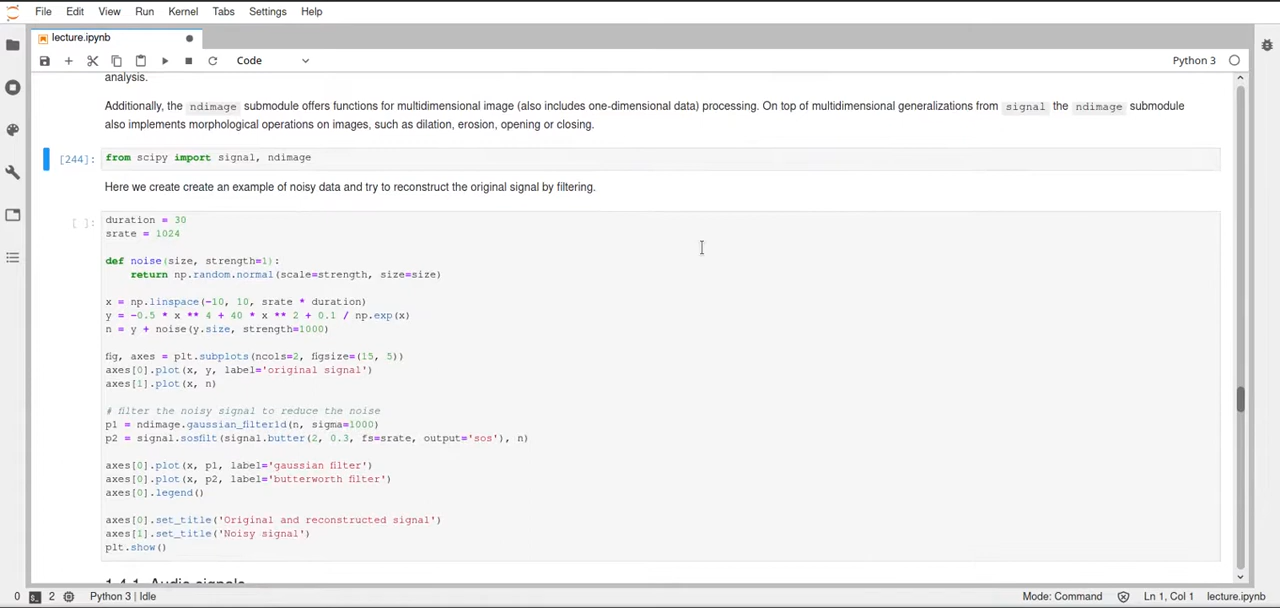 File Edit View Run Kernel Tabs Settings Help
lecture.ipynb
Code
Python 3
analysis.
Additionally, the ndimage submodule offers functions for multidimensional image (also includes one-dimensional data) processing. On top of multidimensional generalizations from signal the ndimage submodule
also implements morphological operations on images, such as dilation, erosion, opening or closing.
[244]: from scipy import signal, ndimage
Here we create create an example of noisy data and try to reconstruct the original signal by filtering.
[ ]: duration = 30
srate = 1024
def noise(size, strength=1):
    return np.random.normal(scale=strength, size=size)
x = np.linspace(-10, 10, srate * duration)
y = -0.5 * x ** 4 + 40 * x ** 2 + 0.1 / np.exp(x)
n = y + noise(y.size, strength=1000)
fig, axes = plt.subplots(ncols=2, figsize=(15, 5))
axes[0].plot(x, y, label='original signal')
axes[1].plot(x, n)
# filter the noisy signal to reduce the noise
p1 = ndimage.gaussian_filter1d(n, sigma=1000)
p2 = signal.sosfilt(signal.butter(2, 0.3, fs=srate, output='sos'), n)
axes[0].plot(x, p1, label='gaussian filter')
axes[0].plot(x, p2, label='butterworth filter')
axes[0].legend()
axes[0].set_title('Original and reconstructed signal')
axes[1].set_title('Noisy signal')
plt.show()
1.4.1 Audio signals
0 2 Python 3 | Idle Mode: Command Ln 1, Col 1 lecture.ipynb